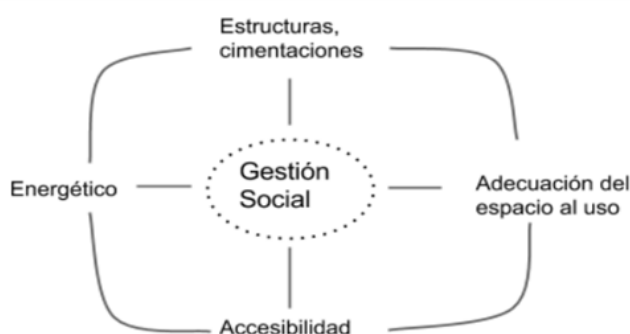 Estructuras,
cimentaciones
Energético
Gestión
Social
Adecuación del
espacio al uso
Accesibilidad